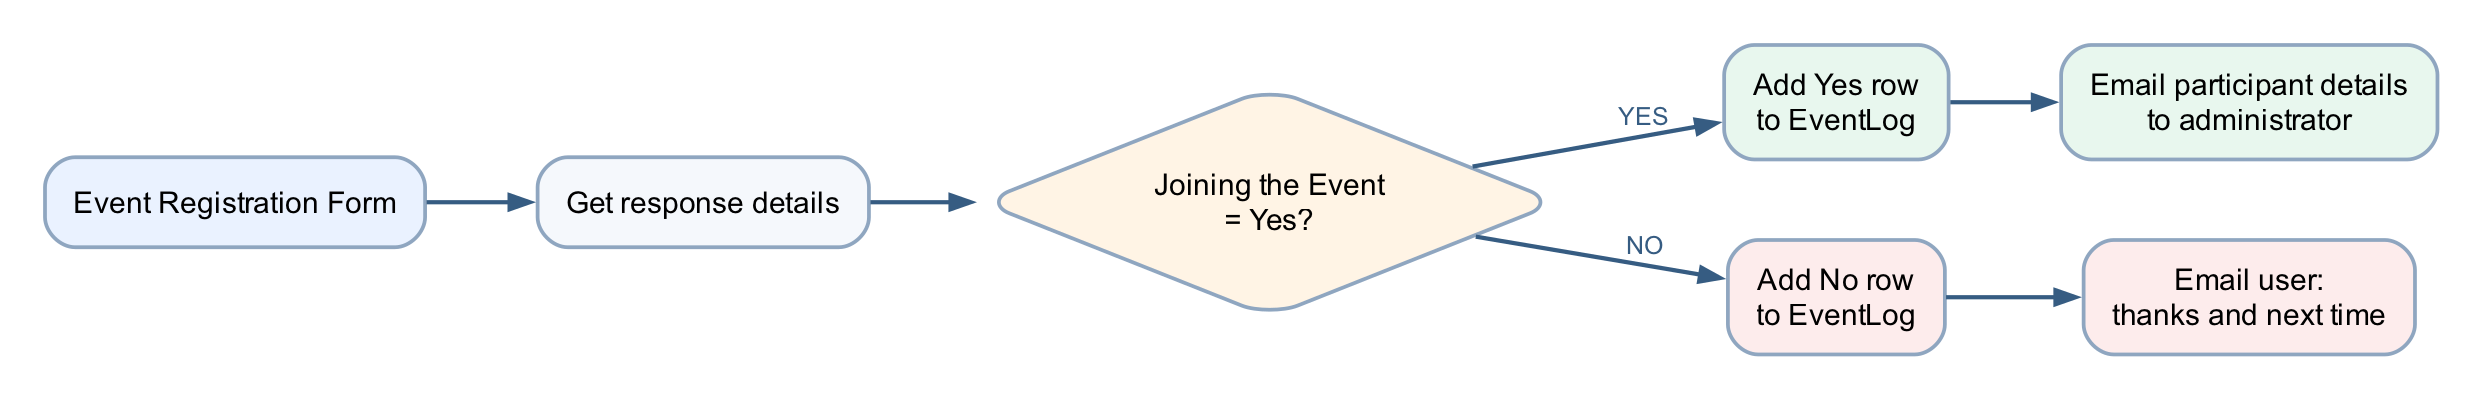 Event Registration Form
Get response details
Joining the Event
= Yes?
YES
Add Yes row
to EventLog
Email participant details
to administrator
NO
Add No row
to EventLog
Email user:
thanks and next time